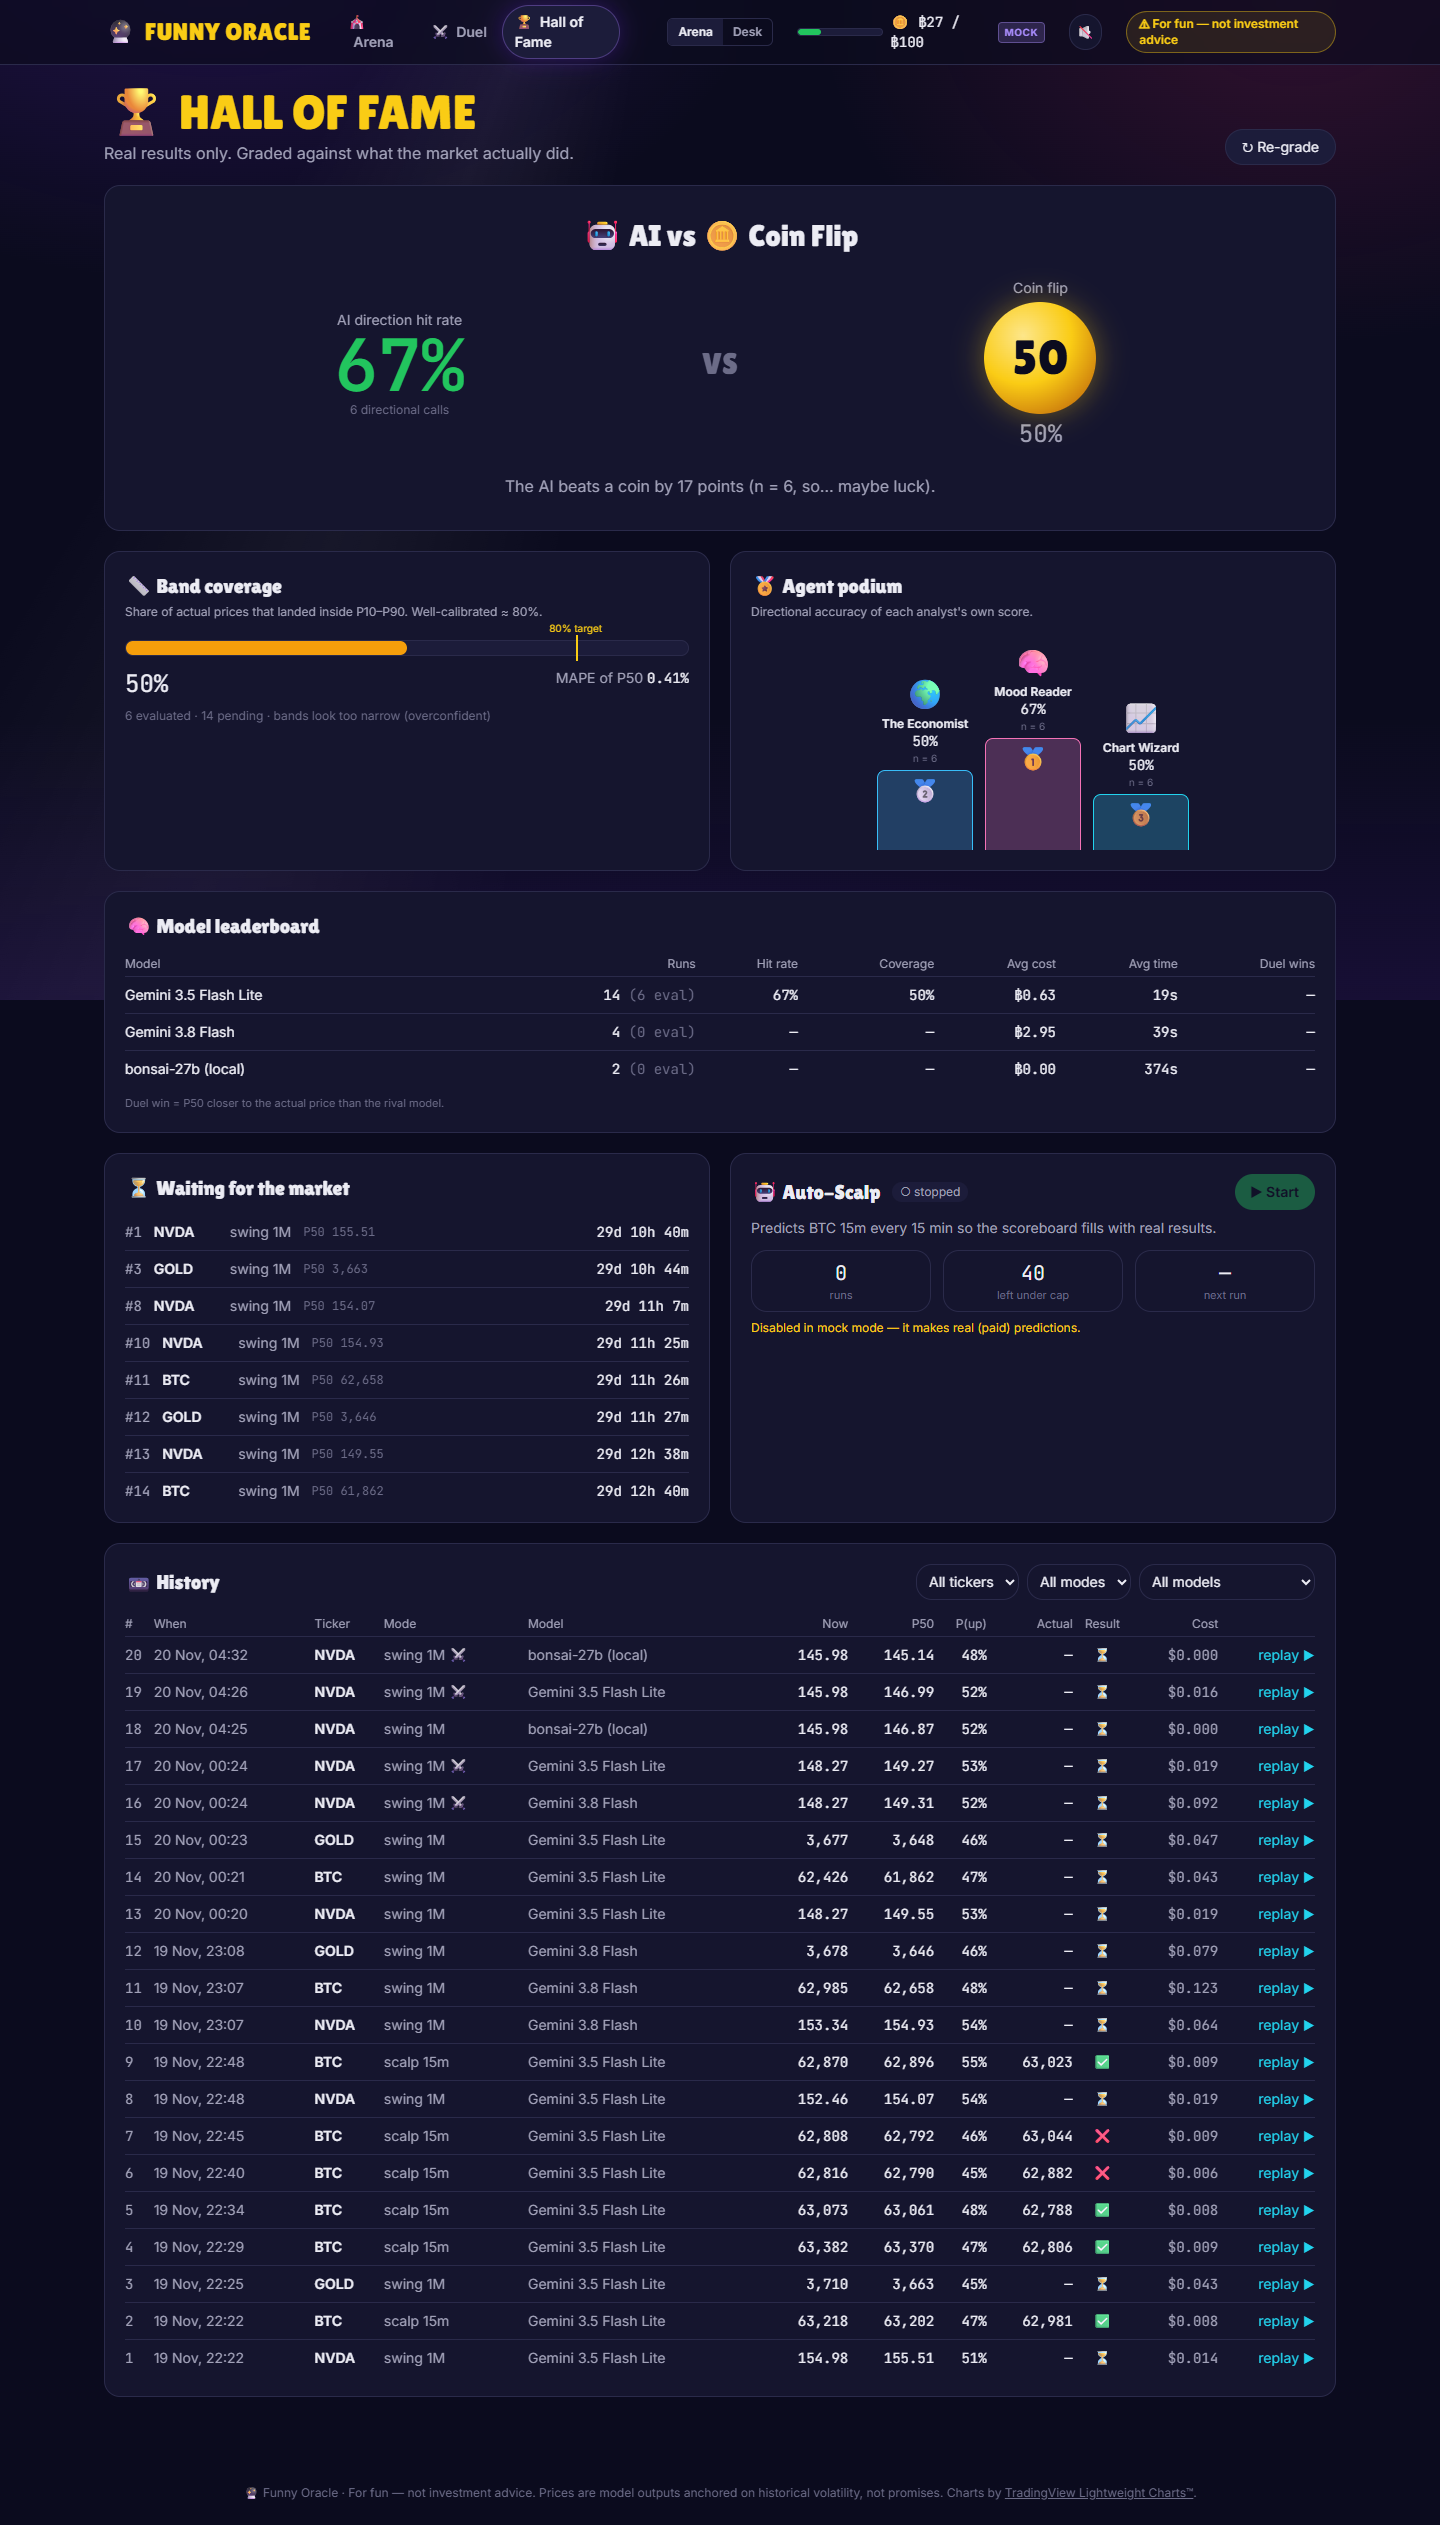 FUNNY ORACLE
Arena
Duel
Hall of Fame
Arena Desk
฿27 / ฿100
MOCK
⚠ For fun — not investment advice
HALL OF FAME
Real results only. Graded against what the market actually did.
↻ Re-grade
AI vs Coin Flip
AI direction hit rate
67%
6 directional calls
VS
Coin flip
50
50%
The AI beats a coin by 17 points (n = 6, so... maybe luck).
Band coverage
Share of actual prices that landed inside P10–P90. Well-calibrated ≈ 80%.
80% target
50%
MAPE of P50 0.41%
6 evaluated · 14 pending · bands look too narrow (overconfident)
Agent podium
Directional accuracy of each analyst's own score.
The Economist
50%
n = 6
2
Mood Reader
67%
n = 6
1
Chart Wizard
50%
n = 6
3
Model leaderboard
Model Runs Hit rate Coverage Avg cost Avg time Duel wins
Gemini 3.5 Flash Lite 14 (6 eval) 67% 50% ฿0.63 19s —
Gemini 3.8 Flash 4 (0 eval) — — ฿2.95 39s —
bonsai-27b (local) 2 (0 eval) — — ฿0.00 374s —
Duel win = P50 closer to the actual price than the rival model.
Waiting for the market
#1 NVDA swing 1M P50 155.51 29d 10h 40m
#3 GOLD swing 1M P50 3,663 29d 10h 44m
#8 NVDA swing 1M P50 154.07 29d 11h 7m
#10 NVDA swing 1M P50 154.93 29d 11h 25m
#11 BTC swing 1M P50 62,658 29d 11h 26m
#12 GOLD swing 1M P50 3,646 29d 11h 27m
#13 NVDA swing 1M P50 149.55 29d 12h 38m
#14 BTC swing 1M P50 61,862 29d 12h 40m
Auto-Scalp ○ stopped
▶ Start
Predicts BTC 15m every 15 min so the scoreboard fills with real results.
0
runs
40
left under cap
—
next run
Disabled in mock mode — it makes real (paid) predictions.
History
All tickers All modes All models
# When Ticker Mode Model Now P50 P(up) Actual Result Cost
20 20 Nov, 04:32 NVDA swing 1M ⚔ bonsai-27b (local) 145.98 145.14 48% — ⏳ $0.000 replay ▶
19 20 Nov, 04:26 NVDA swing 1M ⚔ Gemini 3.5 Flash Lite 145.98 146.99 52% — ⏳ $0.016 replay ▶
18 20 Nov, 04:25 NVDA swing 1M bonsai-27b (local) 145.98 146.87 52% — ⏳ $0.000 replay ▶
17 20 Nov, 00:24 NVDA swing 1M ⚔ Gemini 3.5 Flash Lite 148.27 149.27 53% — ⏳ $0.019 replay ▶
16 20 Nov, 00:24 NVDA swing 1M ⚔ Gemini 3.8 Flash 148.27 149.31 52% — ⏳ $0.092 replay ▶
15 20 Nov, 00:23 GOLD swing 1M Gemini 3.5 Flash Lite 3,677 3,648 46% — ⏳ $0.047 replay ▶
14 20 Nov, 00:21 BTC swing 1M Gemini 3.5 Flash Lite 62,426 61,862 47% — ⏳ $0.043 replay ▶
13 20 Nov, 00:20 NVDA swing 1M Gemini 3.5 Flash Lite 148.27 149.55 53% — ⏳ $0.019 replay ▶
12 19 Nov, 23:08 GOLD swing 1M Gemini 3.8 Flash 3,678 3,646 46% — ⏳ $0.079 replay ▶
11 19 Nov, 23:07 BTC swing 1M Gemini 3.8 Flash 62,985 62,658 48% — ⏳ $0.123 replay ▶
10 19 Nov, 23:07 NVDA swing 1M Gemini 3.8 Flash 153.34 154.93 54% — ⏳ $0.064 replay ▶
9 19 Nov, 22:48 BTC scalp 15m Gemini 3.5 Flash Lite 62,870 62,896 55% 63,023 ✅ $0.009 replay ▶
8 19 Nov, 22:48 NVDA swing 1M Gemini 3.5 Flash Lite 152.46 154.07 54% — ⏳ $0.019 replay ▶
7 19 Nov, 22:45 BTC scalp 15m Gemini 3.5 Flash Lite 62,808 62,792 46% 63,044 ❌ $0.009 replay ▶
6 19 Nov, 22:40 BTC scalp 15m Gemini 3.5 Flash Lite 62,816 62,790 45% 62,882 ❌ $0.006 replay ▶
5 19 Nov, 22:34 BTC scalp 15m Gemini 3.5 Flash Lite 63,073 63,061 48% 62,788 ✅ $0.008 replay ▶
4 19 Nov, 22:29 BTC scalp 15m Gemini 3.5 Flash Lite 63,382 63,370 47% 62,806 ✅ $0.009 replay ▶
3 19 Nov, 22:25 GOLD swing 1M Gemini 3.5 Flash Lite 3,710 3,663 45% — ⏳ $0.043 replay ▶
2 19 Nov, 22:22 BTC scalp 15m Gemini 3.5 Flash Lite 63,218 63,202 47% 62,981 ✅ $0.008 replay ▶
1 19 Nov, 22:22 NVDA swing 1M Gemini 3.5 Flash Lite 154.98 155.51 51% — ⏳ $0.014 replay ▶
Funny Oracle · For fun — not investment advice. Prices are model outputs anchored on historical volatility, not promises. Charts by TradingView Lightweight Charts™.